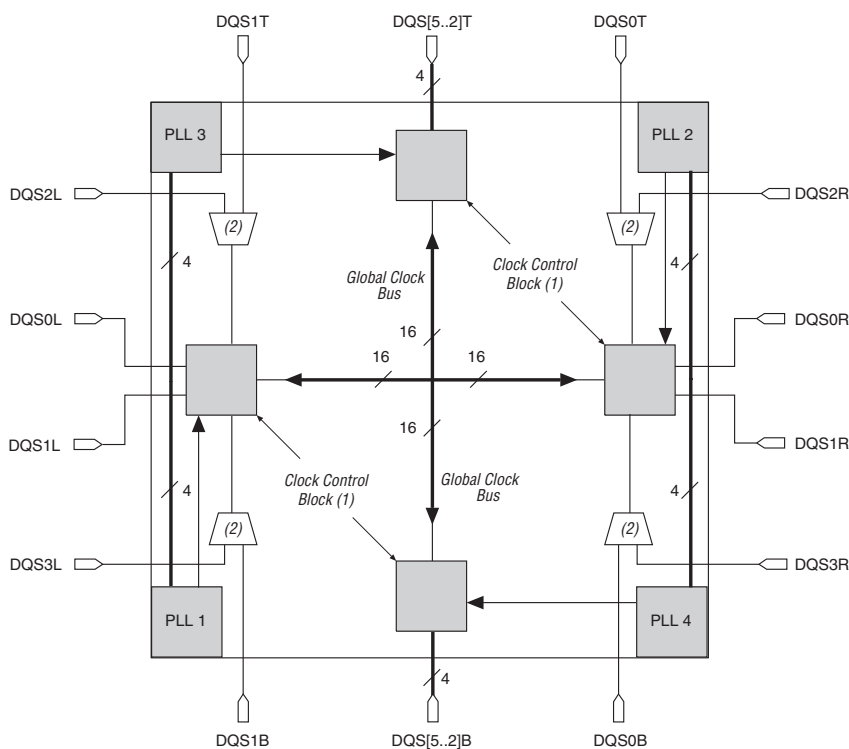 DQS1T
DQS[5..2]T
DQS0T
4
PLL 3
PLL 2
DQS2L
DQS2R
(2)
(2)
4
Clock Control
Block (1)
4
Global Clock
Bus
DQS0L
DQS0R
16
16
16
16
DQS1L
DQS1R
Clock Control
Block (1)
Global Clock
Bus
4
4
(2)
(2)
DQS3L
DQS3R
PLL 1
PLL 4
4
DQS1B
DQS[5..2]B
DQS0B